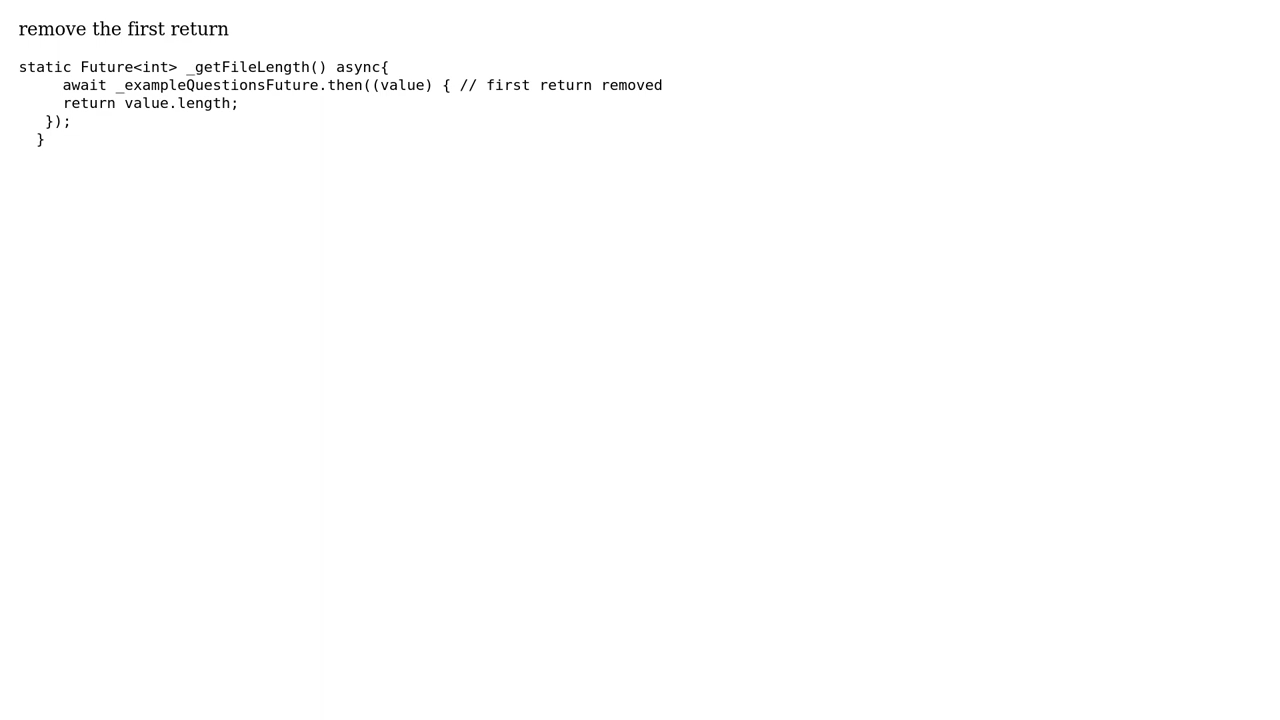 remove the first return
static Future<int> _getFileLength() async{
     await _exampleQuestionsFuture.then((value) { // first return removed
     return value.length;
   });
  }